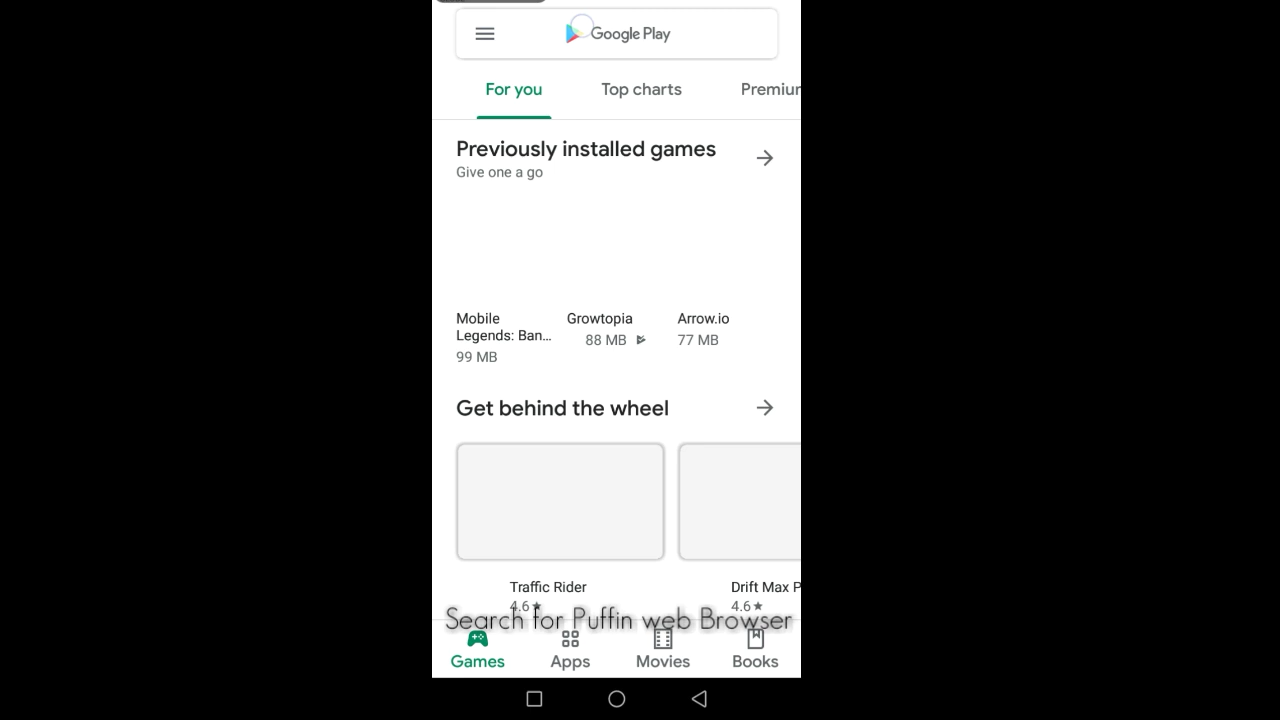 Google Play
For you Top charts Premiur
Previously installed games
Give one a go
Mobile Growtopia Arrow.io
Legends: Ban... 88 MB 77 MB
99 MB
Get behind the wheel
Traffic Rider Drift Max P
4.6★ 4.6★
Search for Puffin web Browser
Games Apps Movies Books